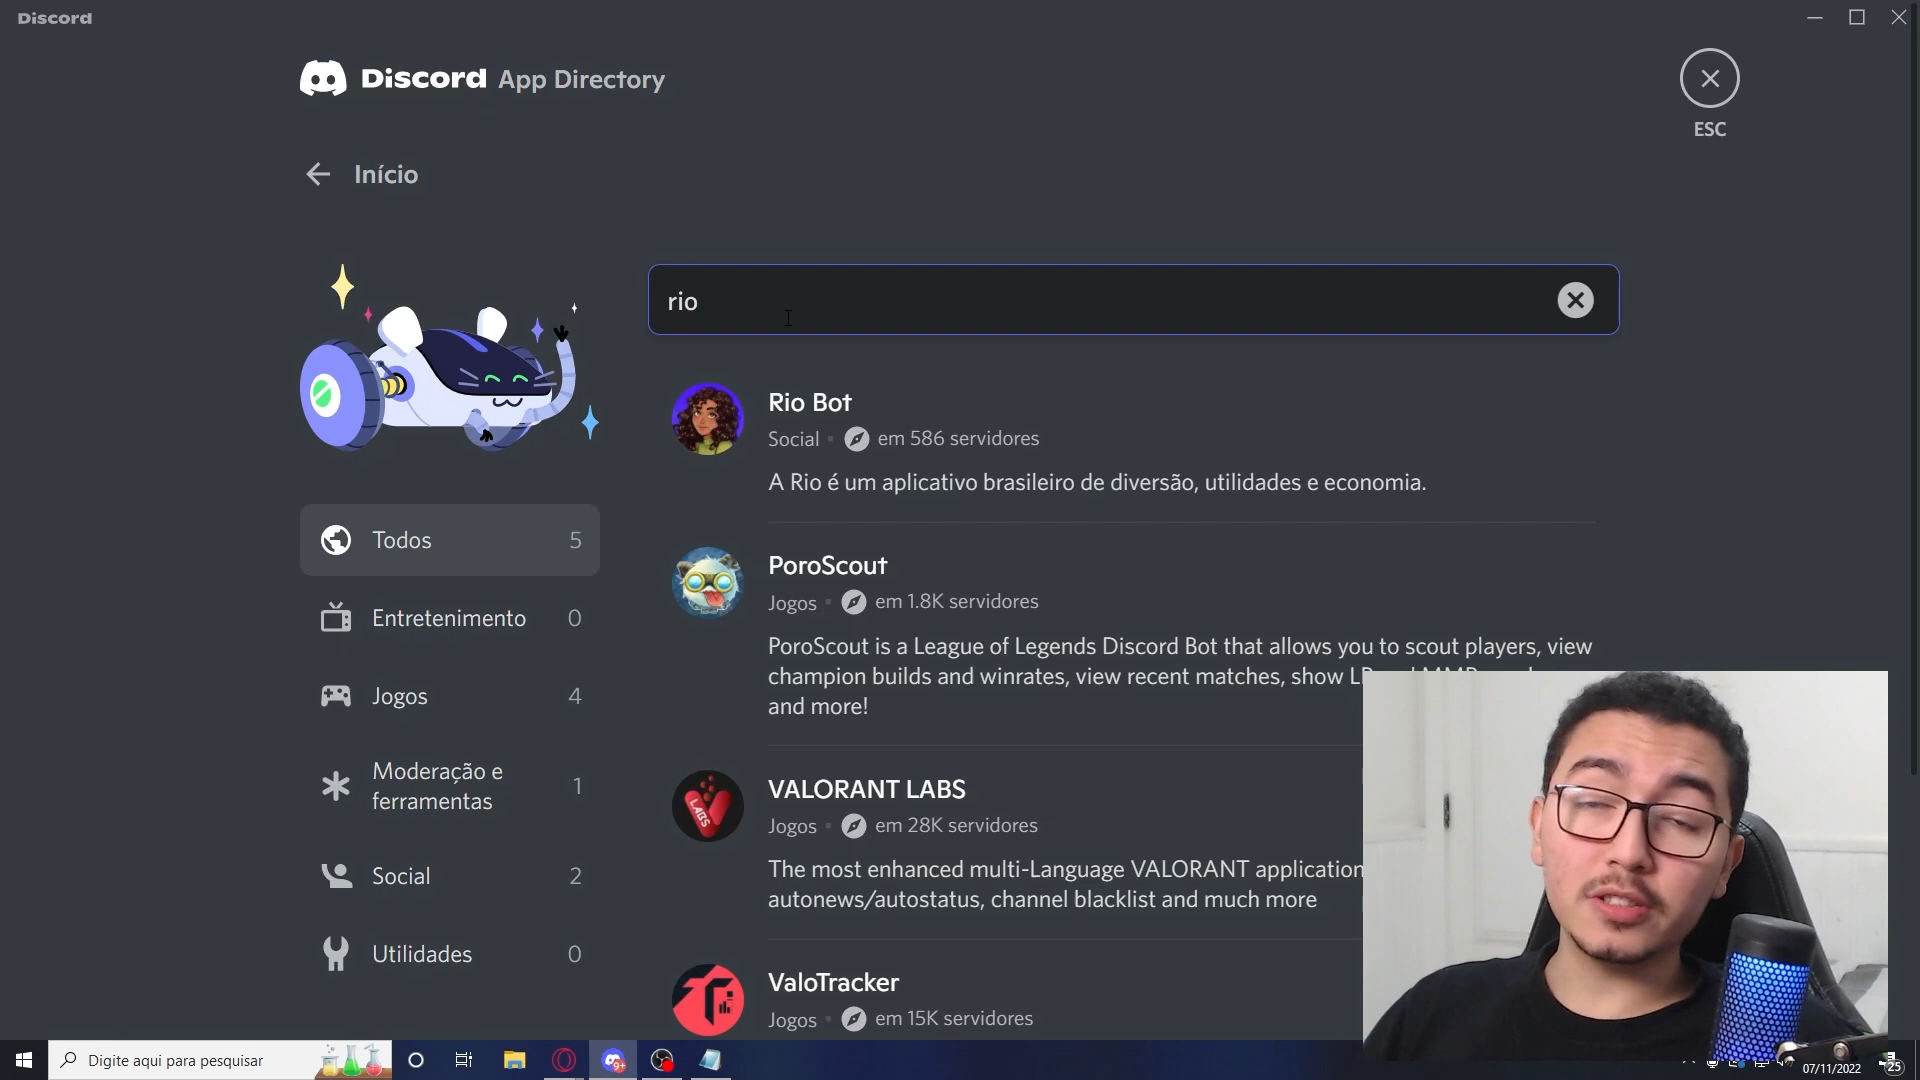 Discord
Discord App Directory
ESC
Início
rio
Rio Bot
Social • em 586 servidores
A Rio é um aplicativo brasileiro de diversão, utilidades e economia.
PoroScout
Jogos • em 1.8K servidores
PoroScout is a League of Legends Discord Bot that allows you to scout players, view
champion builds and winrates, view recent matches, show
and more!
VALORANT LABS
Jogos • em 28K servidores
The most enhanced multi-Language VALORANT application
autonews/autostatus, channel blacklist and much more
ValoTracker
Jogos • em 15K servidores
LABS
Todos 5
Entretenimento 0
Jogos 4
Moderação e
ferramentas 1
Social 2
Utilidades 0
Digite aqui para pesquisar
9+
07/11/2022
25